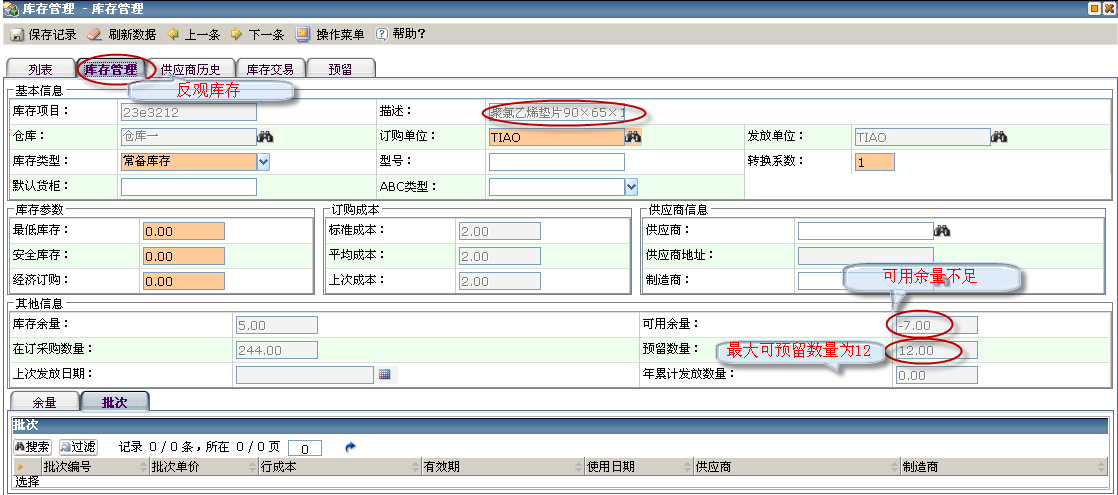 库存管理 - 库存管理
保存记录 刷新数据 上一条 下一条 操作菜单 帮助?
列表 库存管理 供应商历史 库存交易 预留
反观库存
基本信息
库存项目： 23e3212 描述： 聚氯乙烯垫片90×65×1
仓库： 仓库一 订购单位： TIAO 发放单位： TIAO
库存类型： 常备库存 型号： 转换系数： 1
默认货柜： ABC类型：
库存参数 订购成本 供应商信息
最低库存： 0.00 标准成本： 2.00 供应商：
安全库存： 0.00 平均成本： 2.00 供应商地址：
经济订购： 0.00 上次成本： 2.00 制造商：
可用余量不足
其他信息
库存余量： 5.00 可用余量： -7.00
在订采购数量： 244.00 预留数量： 12.00
最大可预留数量为12
上次发放日期： 年累计发放数量： 0.00
余量 批次
批次
搜索 过滤 记录 0 / 0 条，所在 0 / 0 页 0
批次编号 批次单价 行成本 有效期 使用日期 供应商 制造商
选择